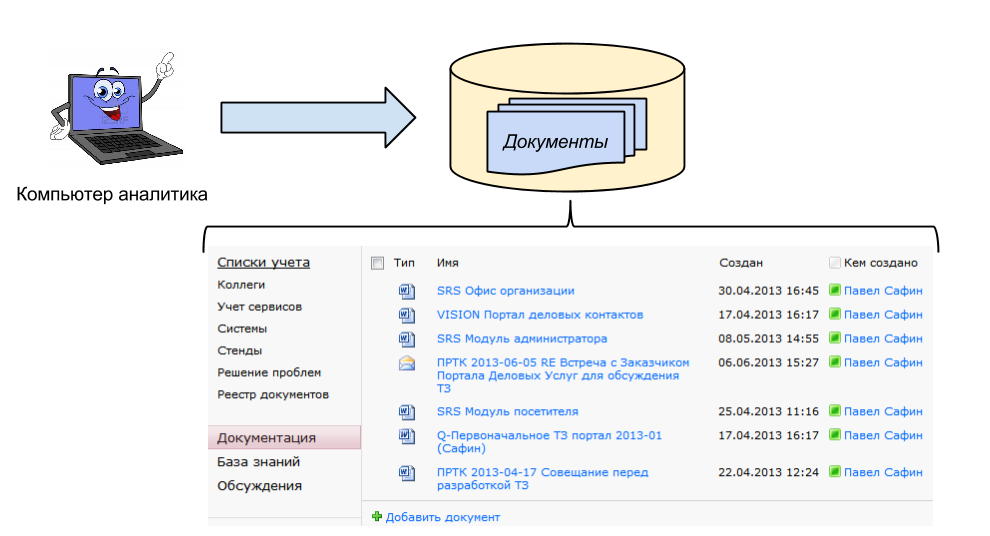 Документы
Компьютер аналитика
Списки учета
Коллеги
Учет сервисов
Системы
Стенды
Решение проблем
Реестр документов
Документация
База знаний
Обсуждения
Тип Имя Создан Кем создано
SRS Офис организации 30.04.2013 16:45 Павел Сафин
VISION Портал деловых контактов 17.04.2013 16:17 Павел Сафин
SRS Модуль администратора 08.05.2013 14:55 Павел Сафин
ПРТК 2013-06-05 RE Встреча с Заказчиком 06.06.2013 15:27 Павел Сафин
Портала Деловых Услуг для обсуждения
ТЗ
SRS Модуль посетителя 25.04.2013 11:16 Павел Сафин
Q-Первоначальное ТЗ портал 2013-01 17.04.2013 16:17 Павел Сафин
(Сафин)
ПРТК 2013-04-17 Совещание перед 22.04.2013 12:24 Павел Сафин
разработкой ТЗ
Добавить документ